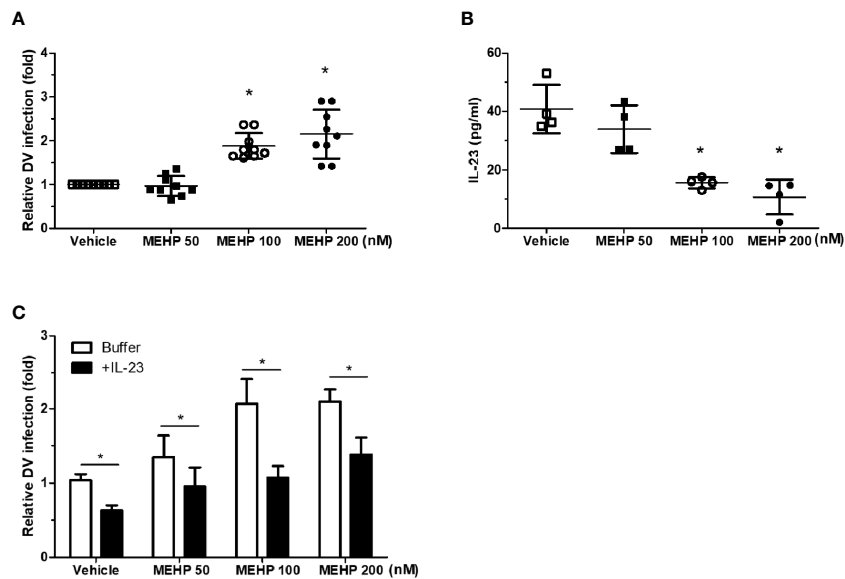 A
Relative DV infection (fold)
4
3
2
1
0
*
*
Vehicle MEHP 50 MEHP 100 MEHP 200 (nM)
B
IL-23 (pg/ml)
60
40
20
0
*
*
Vehicle MEHP 50 MEHP 100 MEHP 200 (nM)
C
Relative DV infection (fold)
3
2
1
0
Buffer
+IL-23
*
*
*
*
Vehicle MEHP 50 MEHP 100 MEHP 200 (nM)